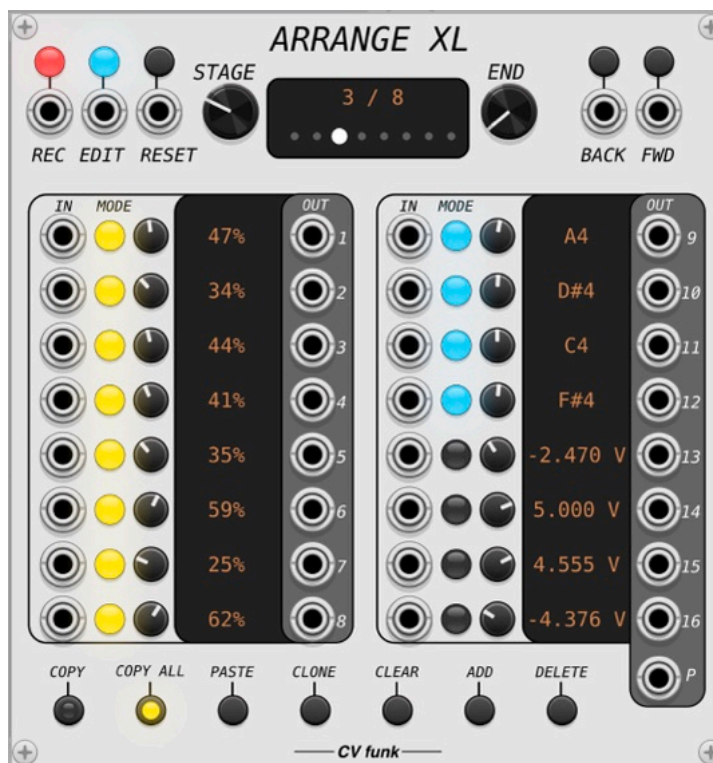 ARRANGE XL
STAGE
END
3 / 8
REC EDIT RESET
BACK FWD
IN MODE OUT
47% 1
34% 2
44% 3
41% 4
35% 5
59% 6
25% 7
62% 8
IN MODE OUT
A4 9
D#4 10
C4 11
F#4 12
-2.470 V 13
5.000 V 14
4.555 V 15
-4.376 V 16
P
COPY COPY ALL PASTE CLONE CLEAR ADD DELETE
CV funk